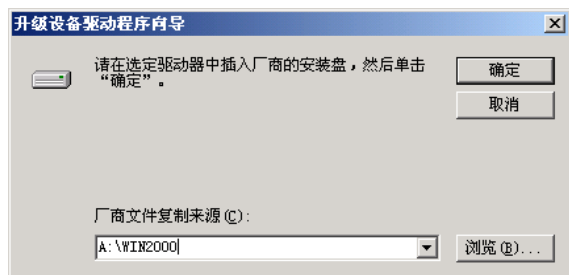 升级设备驱动程序向导
请在选定驱动器中插入厂商的安装盘，然后单击
“确定”。
确定
取消
厂商文件复制来源(C):
A:\WIN2000
浏览(B)...